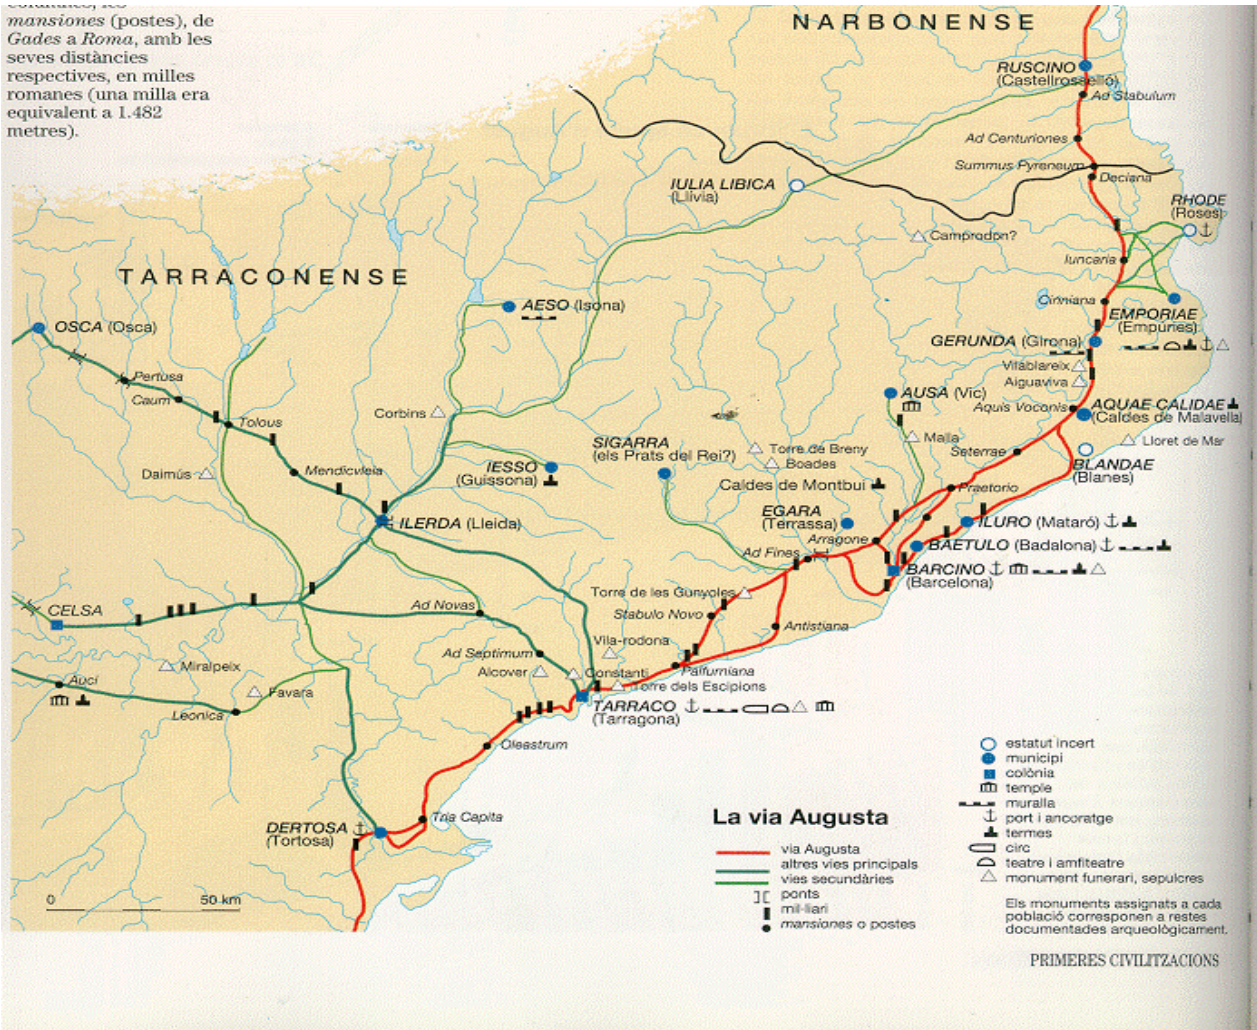 mansiones (postes), de
Gades a Roma, amb les
seves distàncies
respectives, en milles
romanes (una milla era
equivalent a 1.482
metres).
NARBONENSE
RUSCINO
(Castellrosselló)
Ad Stabulum
Ad Centuriones
Summus Pyreneum
Deciana
IULIA LIBICA
(Llívia)
RHODE
(Roses)
Camprodon?
Iuncaria
TARRACONENSE
AESO (Isona)
Cinniana
EMPORIAE
(Empúries)
OSCA (Osca)
GERUNDA (Girona)
Vilablareix
Aiguaviva
Pertusa
Caum
AUSA (Vic)
Aquis Voconis
AQUAE CALIDAE
(Caldes de Malavella)
Corbins
Tolous
Malla
Lloret de Mar
SIGARRA
(els Prats del Rei?)
Torre de Breny
Boades
Seterrae
BLANDAE
(Blanes)
Daimús
Mendicvleia
IESSO
(Guissona)
Caldes de Montbui
Praetorio
ILERDA (Lleida)
EGARA
(Terrassa)
ILURO (Mataró)
Arragone
BAETULO (Badalona)
Ad Fines
BARCINO
(Barcelona)
CELSA
Ad Novas
Torre de les Gunyoles
Stabulo Novo
Antistiana
Vila-rodona
Ad Septimum
Miralpeix
Alcover
Constantí
Palfurniana
Auci
Torre dels Escipions
Favara
Leonica
TARRACO
(Tarragona)
Oleastrum
Tria Capita
DERTOSA
(Tortosa)
0 50 km
La via Augusta
via Augusta
altres vies principals
vies secundàries
ponts
mil·liari
mansiones o postes
estatut incert
municipi
colònia
temple
muralla
port i ancoratge
termes
circ
teatre i amfiteatre
monument funerari, sepulcres
Els monuments assignats a cada
població corresponen a restes
documentades arqueològicament.
PRIMERES CIVILITZACIONS